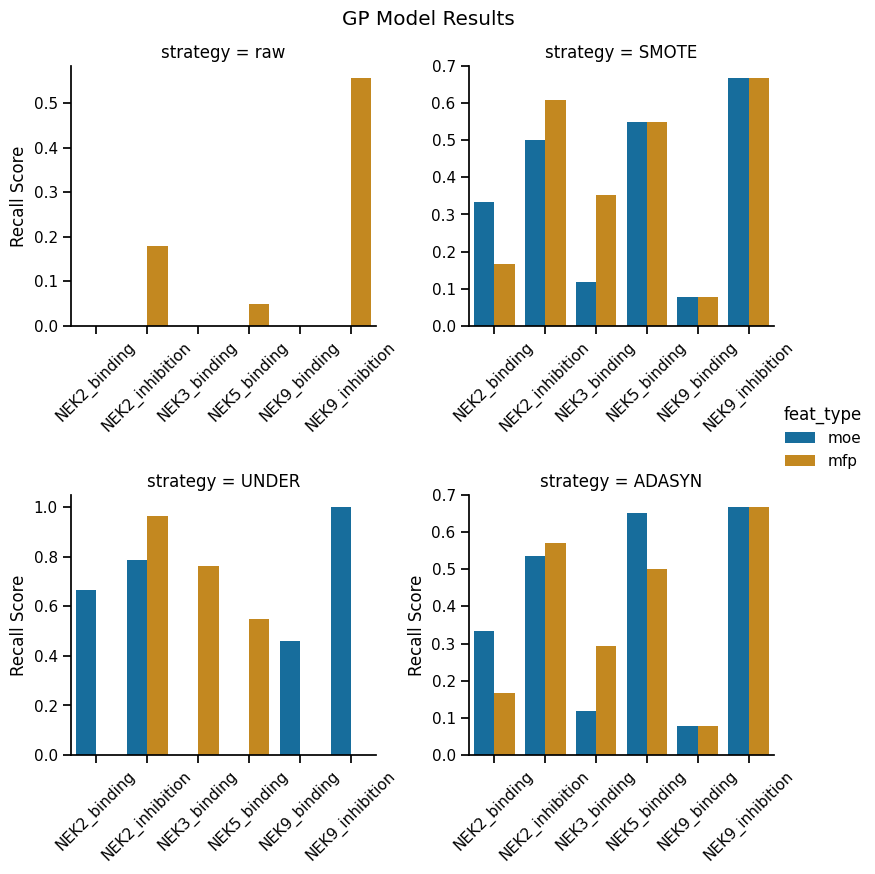 GP Model Results
strategy = raw
Recall Score
0.5
0.4
0.3
0.2
0.1
0.0
NEK2_binding
NEK2_inhibition
NEK3_binding
NEK5_binding
NEK9_binding
NEK9_inhibition
strategy = SMOTE
0.7
0.6
0.5
0.4
0.3
0.2
0.1
0.0
NEK2_binding
NEK2_inhibition
NEK3_binding
NEK5_binding
NEK9_binding
NEK9_inhibition
feat_type
moe
mfp
strategy = UNDER
Recall Score
1.0
0.8
0.6
0.4
0.2
0.0
NEK2_binding
NEK2_inhibition
NEK3_binding
NEK5_binding
NEK9_binding
NEK9_inhibition
strategy = ADASYN
Recall Score
0.7
0.6
0.5
0.4
0.3
0.2
0.1
0.0
NEK2_binding
NEK2_inhibition
NEK3_binding
NEK5_binding
NEK9_binding
NEK9_inhibition